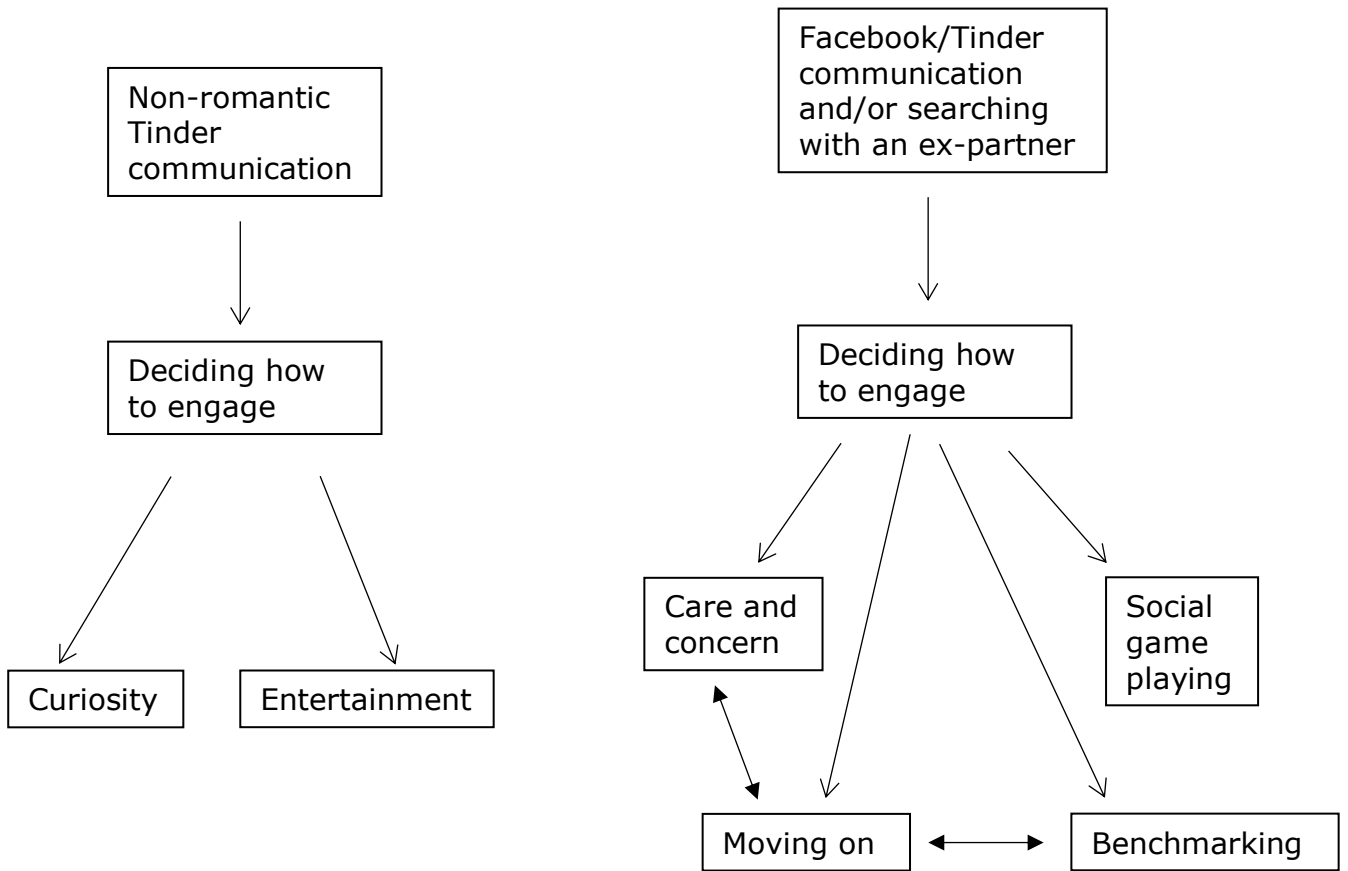 Non-romantic
Tinder
communication
Deciding how
to engage
Curiosity
Entertainment
Facebook/Tinder
communication
and/or searching
with an ex-partner
Deciding how
to engage
Care and
concern
Social
game
playing
Moving on
Benchmarking